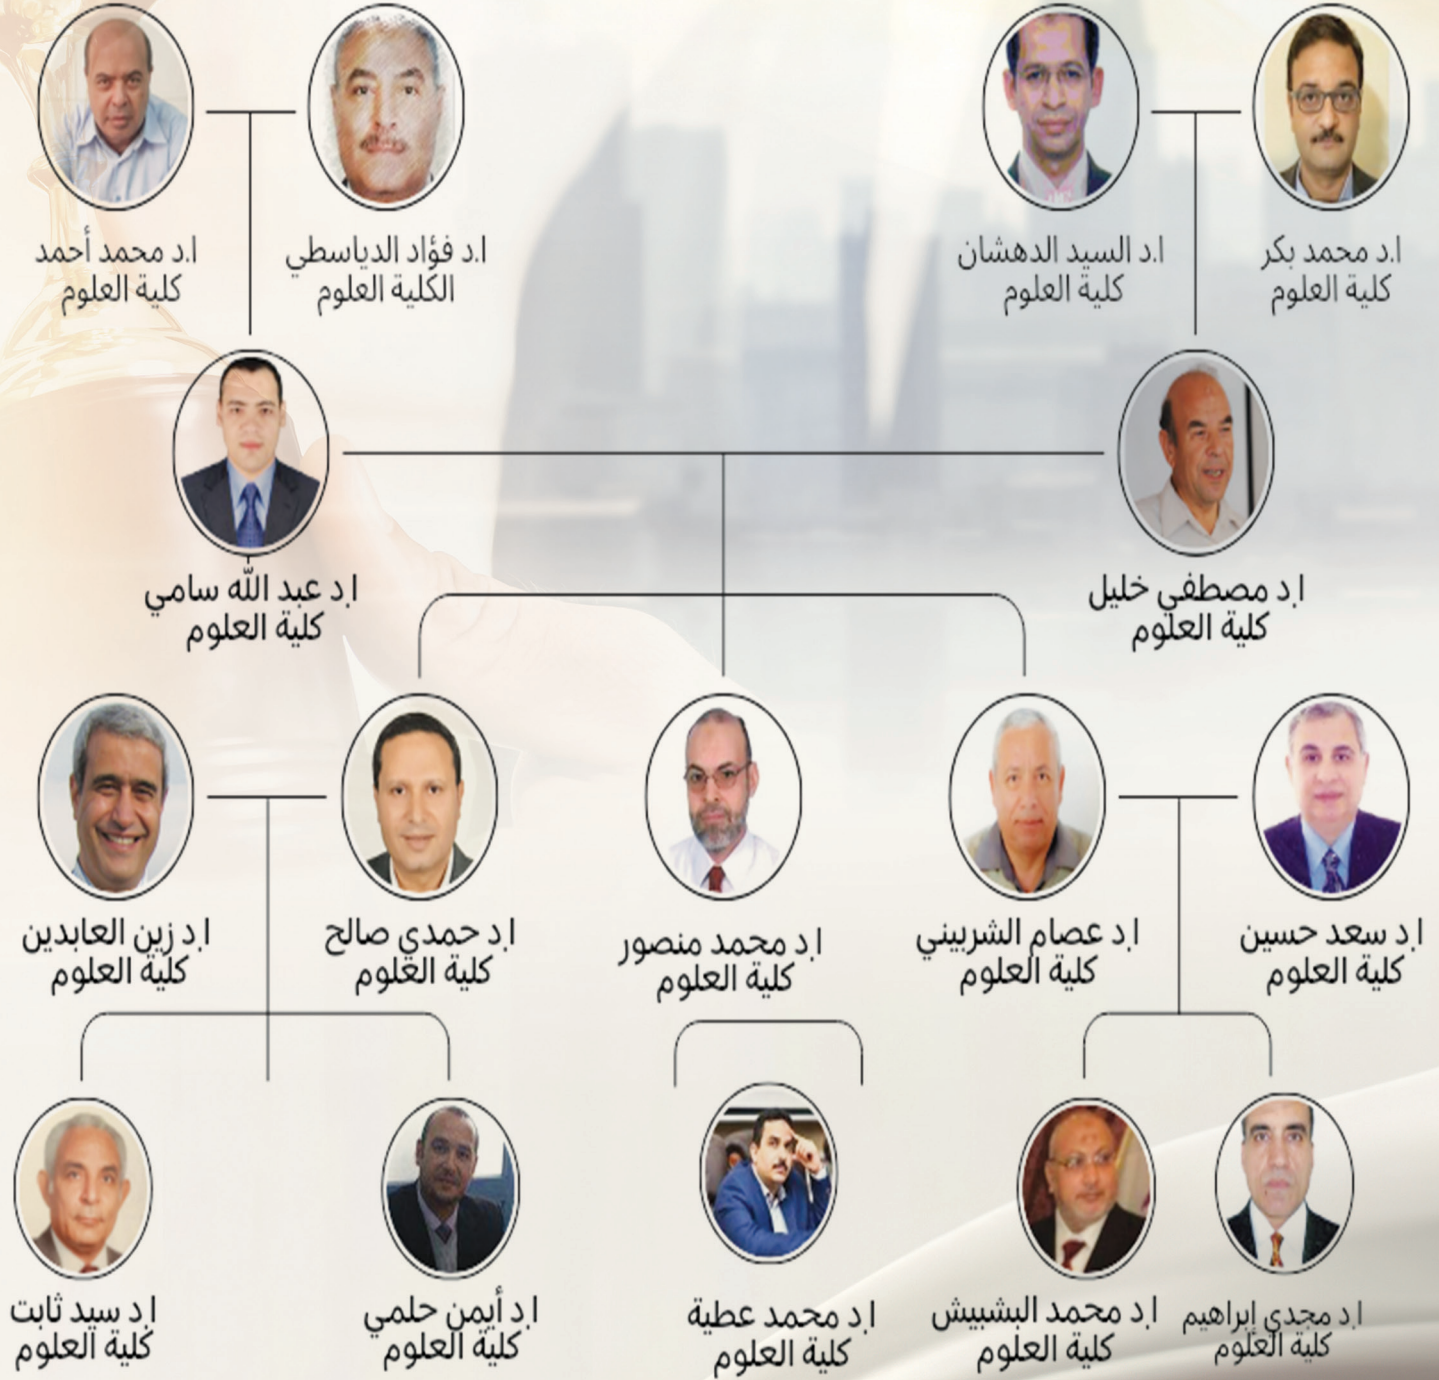 ا.د محمد بكر
كلية العلوم
ا.د السيد الدهشان
كلية العلوم
ا.د فؤاد الدياسطي
الكلية العلوم
ا.د محمد أحمد
كلية العلوم
ا.د مصطفي خليل
كلية العلوم
ا.د عبد الله سامي
كلية العلوم
ا.د سعد حسين
كلية العلوم
ا.د عصام الشربيني
كلية العلوم
ا.د محمد منصور
كلية العلوم
ا.د حمدي صالح
كلية العلوم
ا.د زين العابدين
كلية العلوم
ا.د مجدي إبراهيم
كلية العلوم
ا.د محمد البشبيش
كلية العلوم
ا.د محمد عطية
كلية العلوم
ا.د أيمن حلمي
كلية العلوم
ا.د سيد ثابت
كلية العلوم